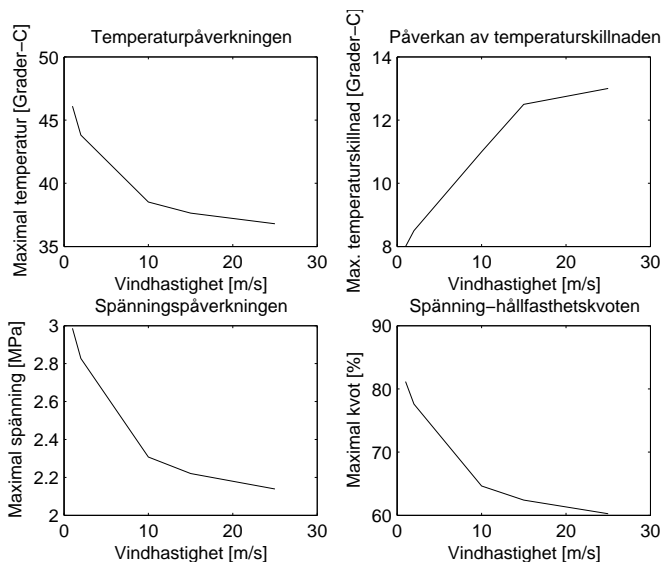 Temperaturpåverkningen
Maximal temperatur [Grader−C]
50
45
40
35
0
10
20
30
Vindhastighet [m/s]
Påverkan av temperaturskillnaden
Max. temperaturskillnad [Grader−C]
14
12
10
8
0
10
20
30
Vindhastighet [m/s]
Spänningspåverkningen
Maximal spänning [MPa]
3
2.8
2.6
2.4
2.2
2
0
10
20
30
Vindhastighet [m/s]
Spänning−hållfasthetskvoten
Maximal kvot [%]
90
80
70
60
0
10
20
30
Vindhastighet [m/s]